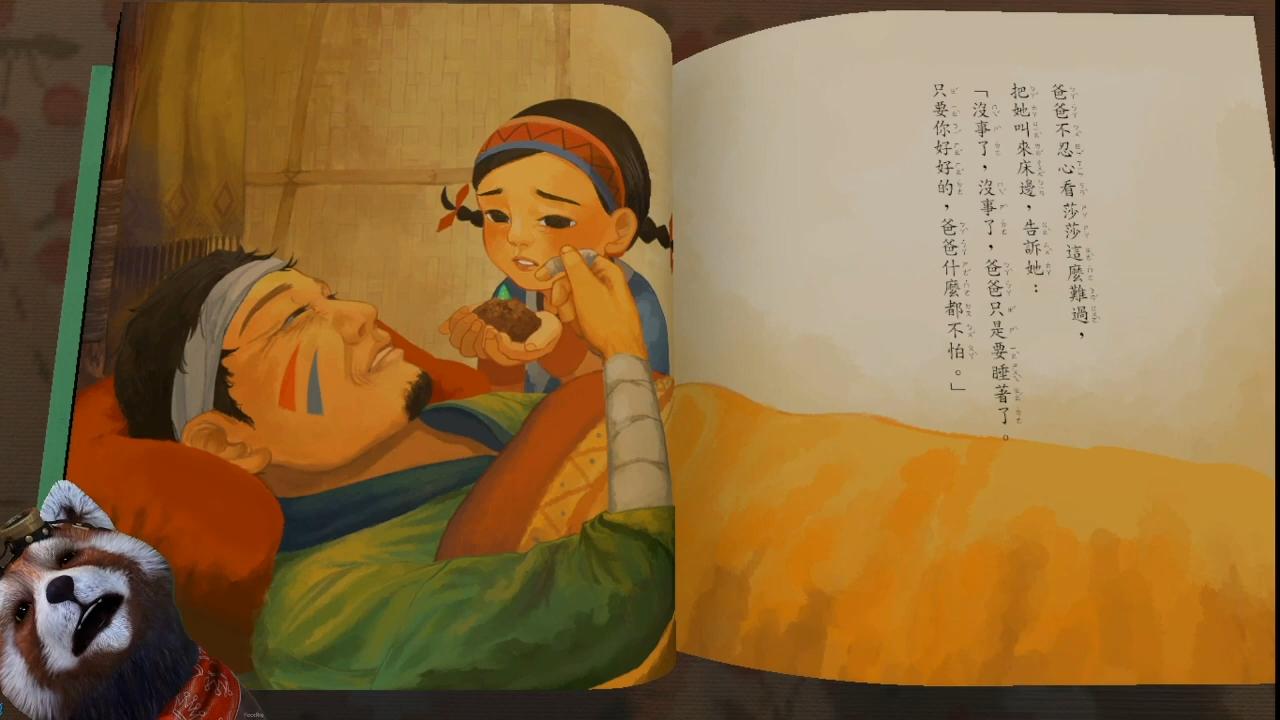 爸爸不忍心看莎莎這麼難過，
把她叫來床邊，告訴她：
「沒事了，沒事了，爸爸只是要睡著了。
只要你好好的，爸爸什麼都不怕。」
FaceRig